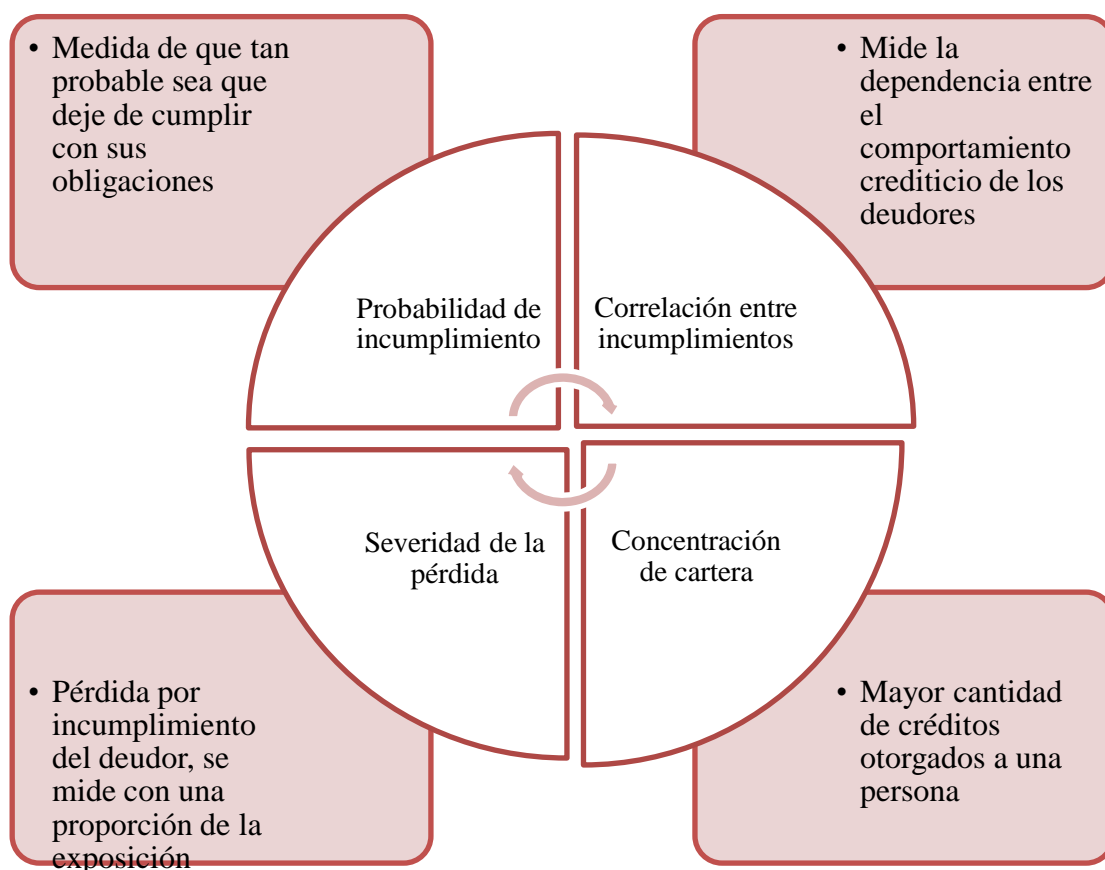 • Medida de que tan
probable sea que
deje de cumplir
con sus
obligaciones
• Mide la
dependencia entre
el
comportamiento
crediticio de los
deudores
Probabilidad de
incumplimiento
Correlación entre
incumplimientos
Severidad de la
pérdida
Concentración
de cartera
• Pérdida por
incumplimiento
del deudor, se
mide con una
proporción de la
exposición
• Mayor cantidad
de créditos
otorgados a una
persona